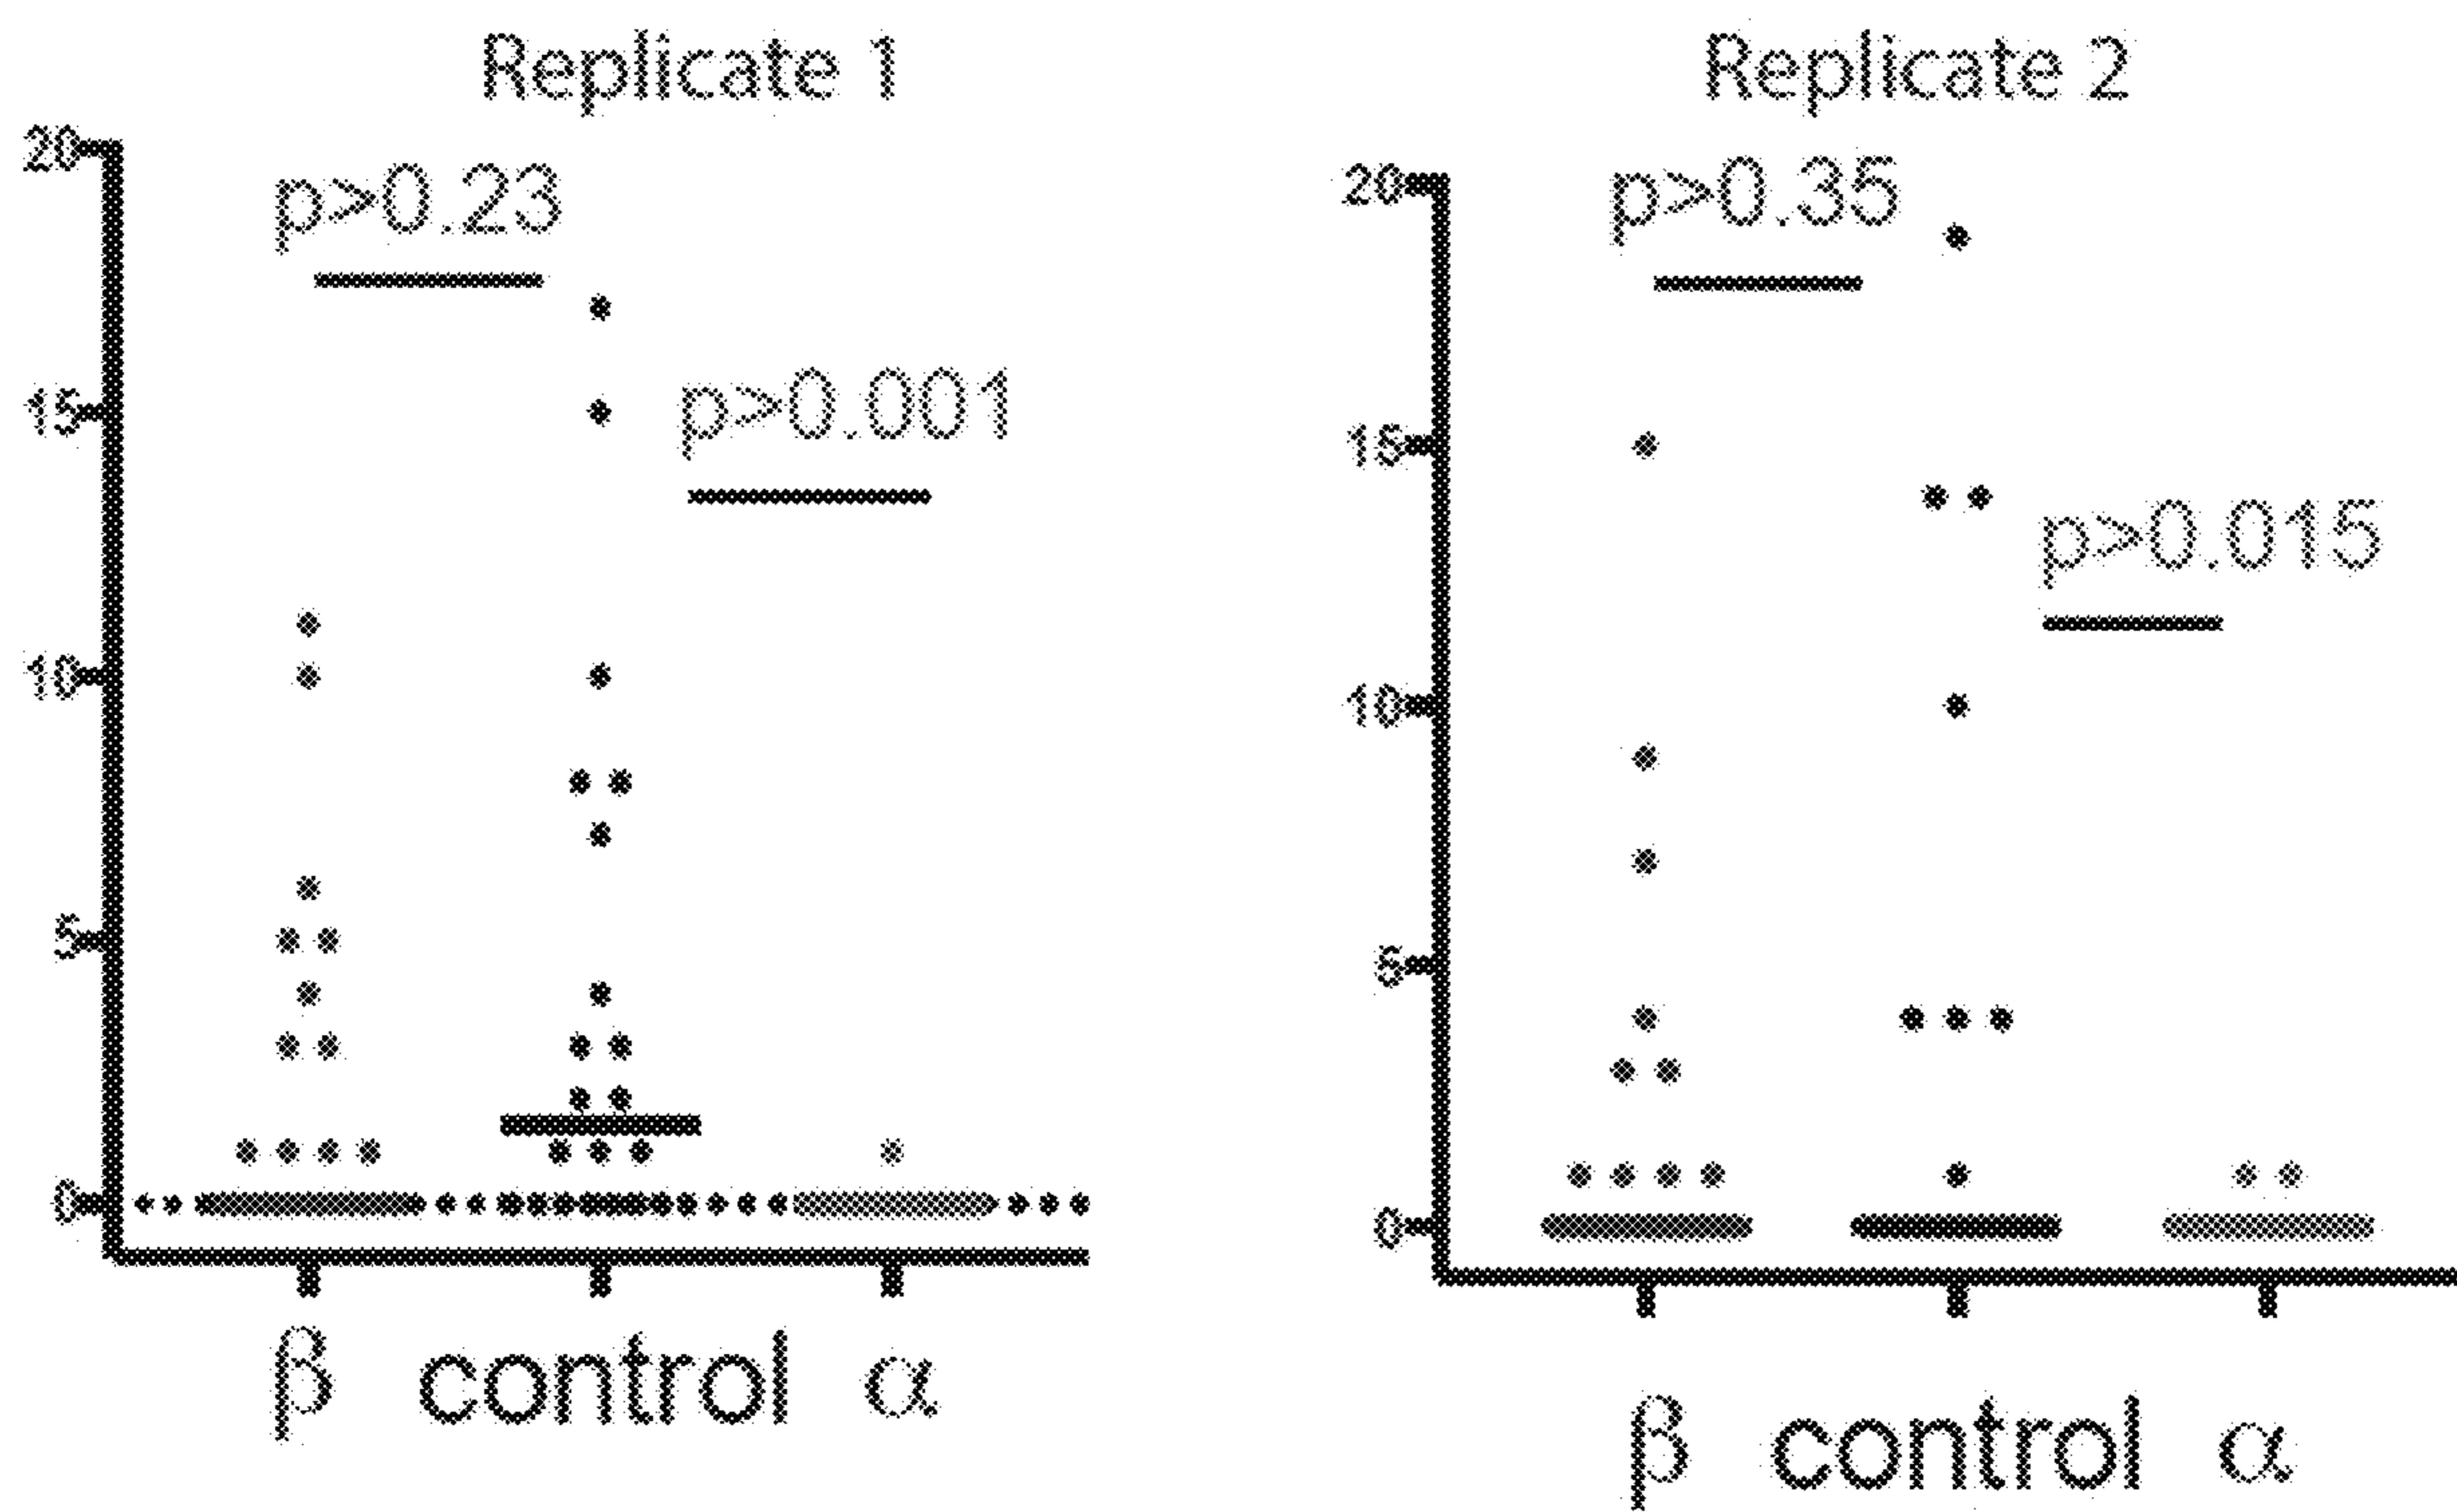 Replicate 1
20
p>0.23
15
p>0.001
10
5
0
β control α
Replicate 2
20
p>0.35
15
p>0.015
10
5
0
β control α